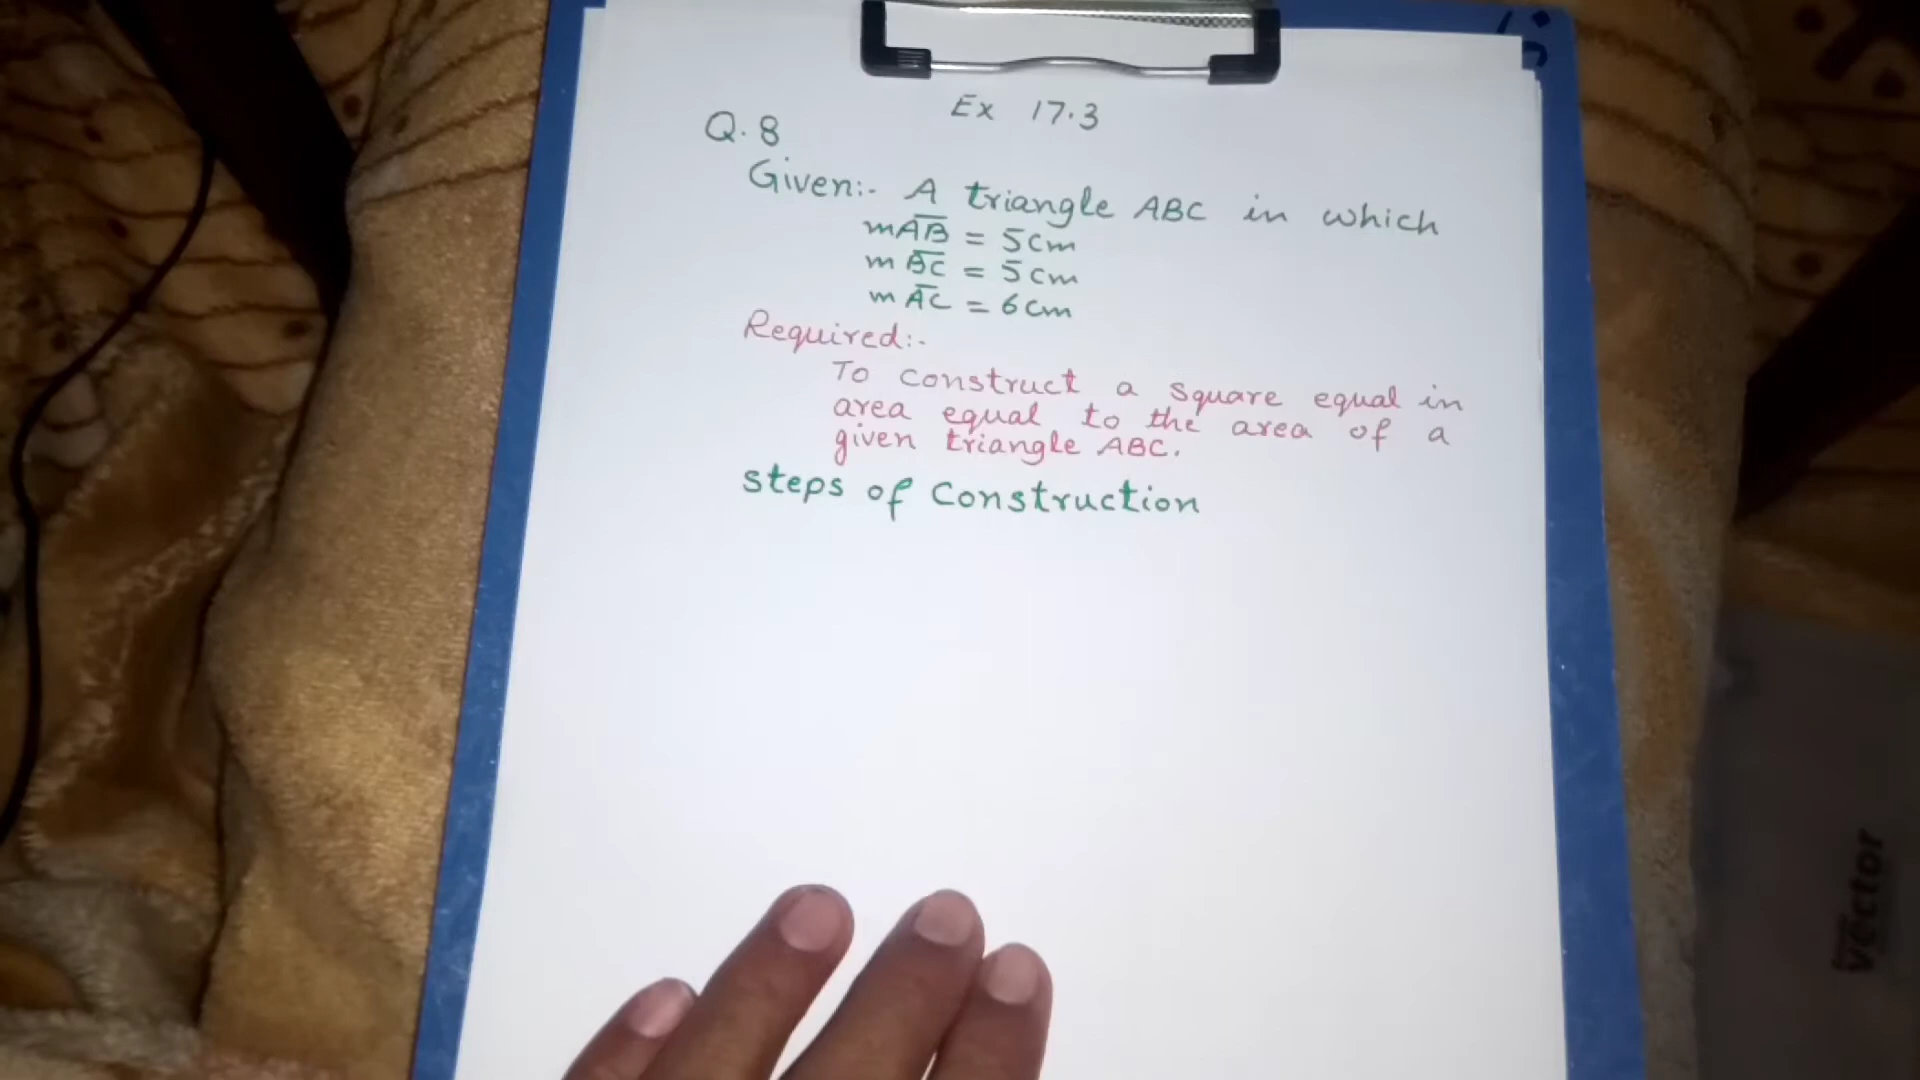 Ex 17.3
Q.8
Given:- A triangle ABC in which
mAB = 5cm
mBC = 5cm
mAC = 6cm
Required:-
To construct a square equal in
area equal to the area of a
given triangle ABC.
steps of Construction
vector